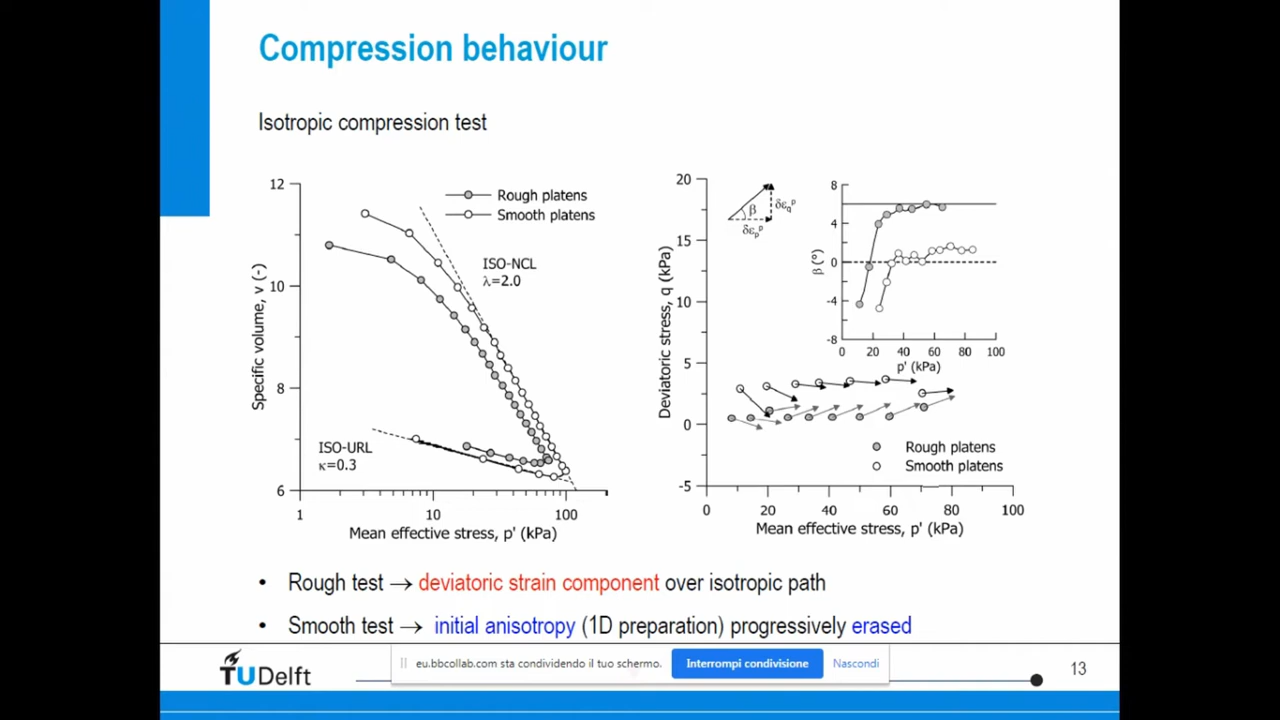 Compression behaviour
Isotropic compression test
12
10
8
6
Specific volume, v (-)
Rough platens
Smooth platens
ISO-NCL
λ=2.0
ISO-URL
κ=0.3
1
10
100
Mean effective stress, p' (kPa)
20
15
10
5
0
-5
Deviatoric stress, q (kPa)
β
δεqᵖ
δεpᵖ
8
4
0
-4
-8
β (°)
0 20 40 60 80 100
p' (kPa)
Rough platens
Smooth platens
0 20 40 60 80 100
Mean effective stress, p' (kPa)
• Rough test → deviatoric strain component over isotropic path
• Smooth test → initial anisotropy (1D preparation) progressively erased
TU Delft
eu.bbcollab.com sta condividendo il tuo schermo.
Interrompi condivisione
Nascondi
13